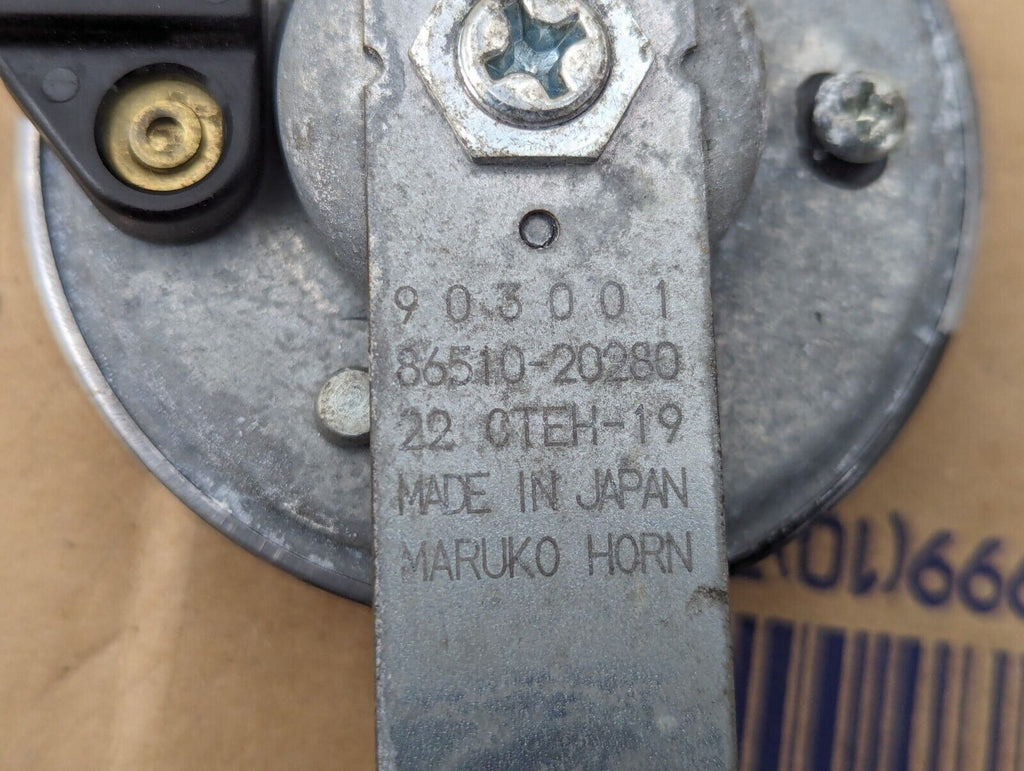 903001
86510-20280
22 CTEH-19
MADE IN JAPAN
MARUKO HORN